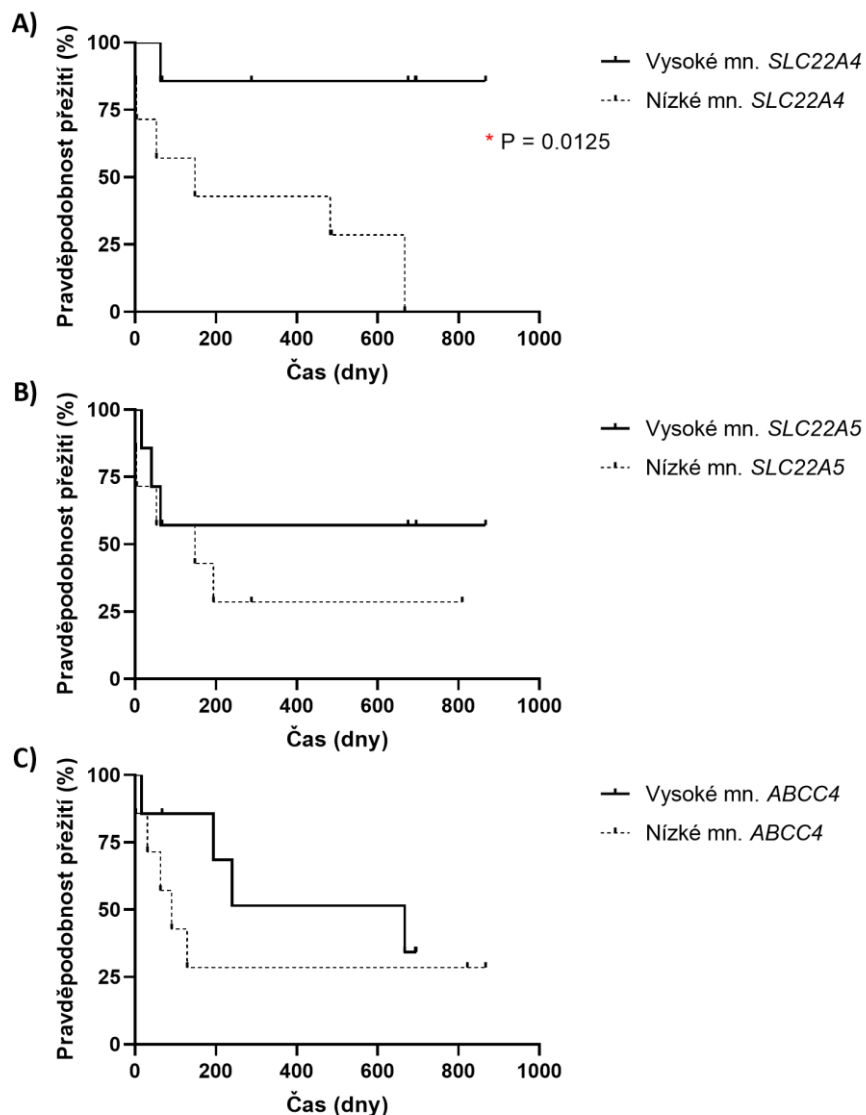 A)
Pravděpodobnost přežití (%)
100
75
50
25
0
0 200 400 600 800 1000
Čas (dny)
Vysoké mn. SLC22A4
Nízké mn. SLC22A4
* P = 0.0125
B)
Pravděpodobnost přežití (%)
100
75
50
25
0
0 200 400 600 800 1000
Čas (dny)
Vysoké mn. SLC22A5
Nízké mn. SLC22A5
C)
Pravděpodobnost přežití (%)
100
75
50
25
0
0 200 400 600 800 1000
Čas (dny)
Vysoké mn. ABCC4
Nízké mn. ABCC4